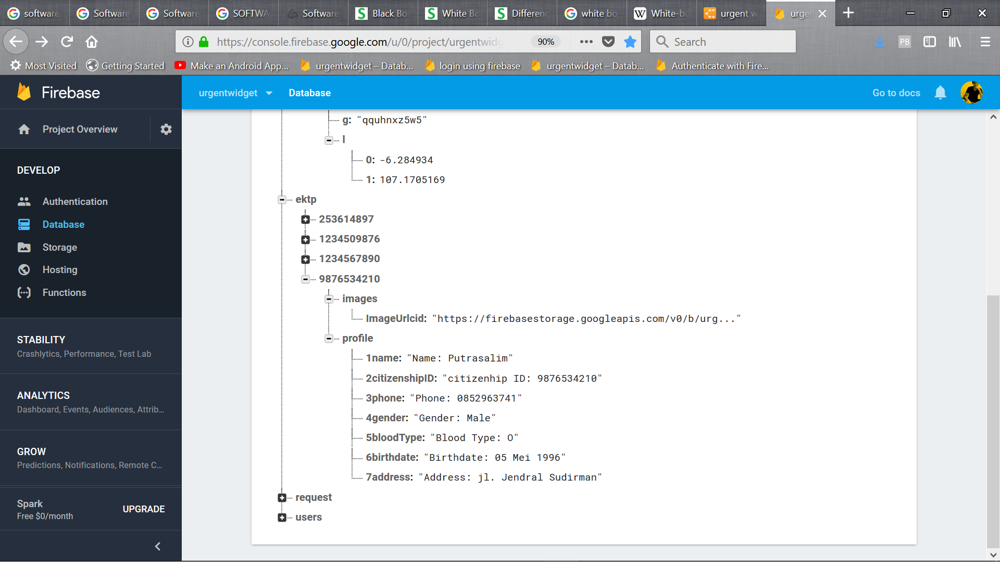 software
Software
Software
SOFTWA
Software
Black Bo
White Bo
Differenc
white bo
White-bo
urgent w
urgen
https://console.firebase.google.com/u/0/project/urgentwidg
90%
Search
PB
Most Visited
Getting Started
Make an Android App...
urgentwidget – Datab...
login using firebase
urgentwidget – Datab...
Authenticate with Fire...
Firebase
urgentwidget
Database
Go to docs
Project Overview
DEVELOP
Authentication
Database
Storage
Hosting
Functions
STABILITY
Crashlytics, Performance, Test Lab
ANALYTICS
Dashboard, Events, Audiences, Attrib...
GROW
Predictions, Notifications, Remote C...
Spark
Free $0/month
UPGRADE
g: "qquhnxz5w5"
l
0: -6.284934
1: 107.1705169
ektp
253614897
1234509876
1234567890
9876534210
images
ImageUrlcid: "https://firebasestorage.googleapis.com/v0/b/urg..."
profile
1name: "Name: Putrasalim"
2citizenshipID: "citizenhip ID: 9876534210"
3phone: "Phone: 0852963741"
4gender: "Gender: Male"
5bloodType: "Blood Type: O"
6birthdate: "Birthdate: 05 Mei 1996"
7address: "Address: jl. Jendral Sudirman"
request
users